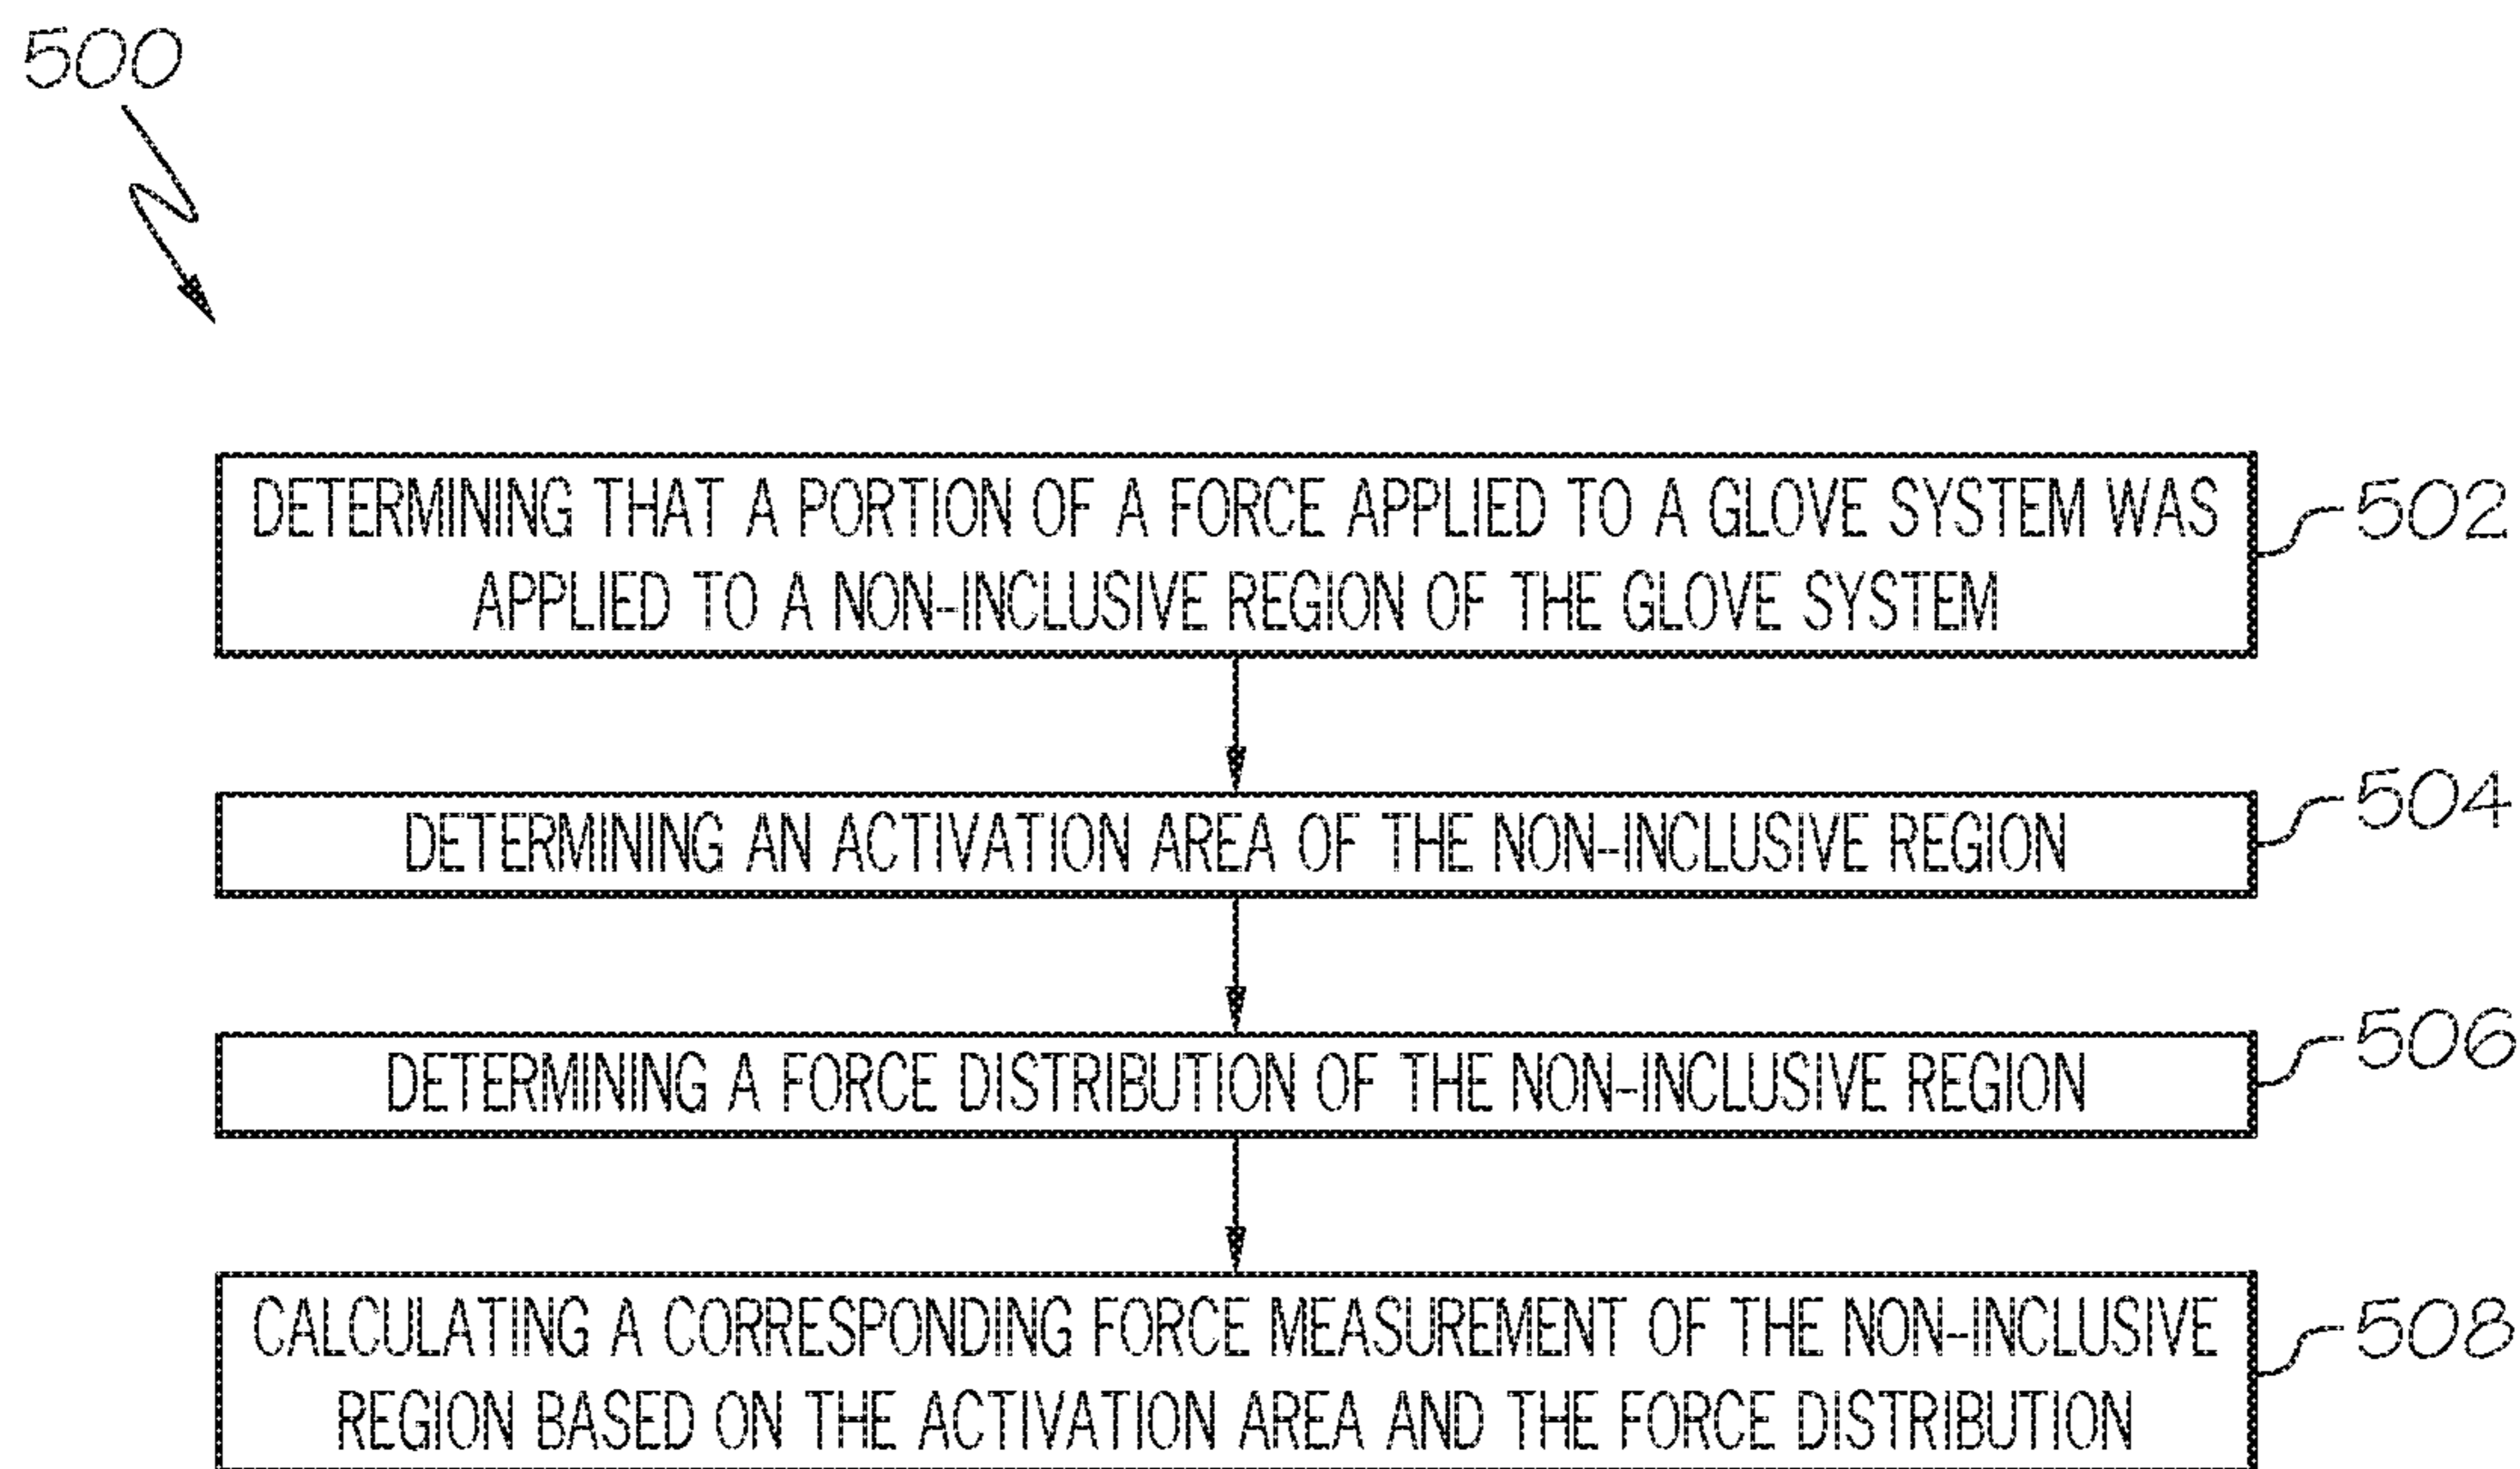 500
DETERMINING THAT A PORTION OF A FORCE APPLIED TO A GLOVE SYSTEM WAS
APPLIED TO A NON-INCLUSIVE REGION OF THE GLOVE SYSTEM
502
DETERMINING AN ACTIVATION AREA OF THE NON-INCLUSIVE REGION
504
DETERMINING A FORCE DISTRIBUTION OF THE NON-INCLUSIVE REGION
506
CALCULATING A CORRESPONDING FORCE MEASUREMENT OF THE NON-INCLUSIVE
REGION BASED ON THE ACTIVATION AREA AND THE FORCE DISTRIBUTION
508